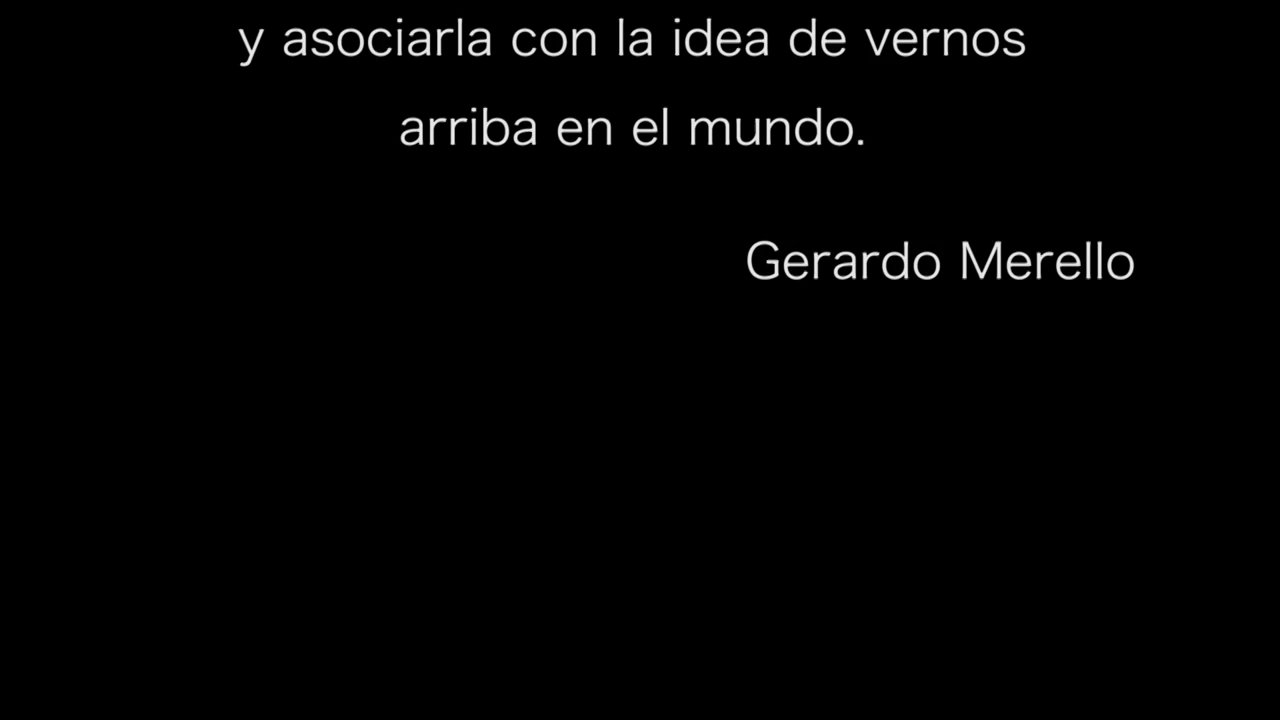 y asociarla con la idea de vernos
arriba en el mundo.
Gerardo Merello